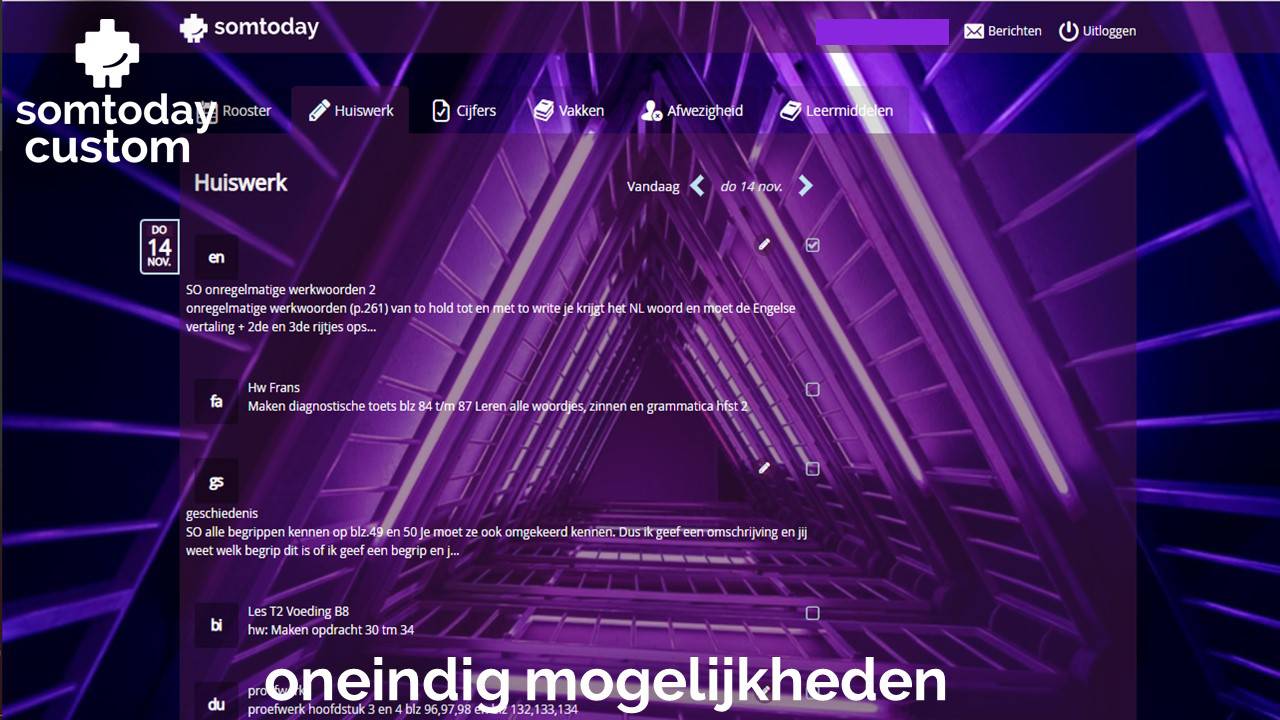 somtoday
Berichten
Uitloggen
somtoday
custom
Rooster
Huiswerk
Cijfers
Vakken
Afwezigheid
Leermiddelen
Huiswerk
Vandaag
do 14 nov.
DO
14
NOV.
en
SO onregelmatige werkwoorden 2
onregelmatige werkwoorden (p.261) van to hold tot en met to write je krijgt het NL woord en moet de Engelse
vertaling + 2de en 3de rijtjes ops...
fa
Hw Frans
Maken diagnostische toets blz 84 t/m 87 Leren alle woordjes, zinnen en grammatica hfst 2
gs
geschiedenis
SO alle begrippen kennen op blz.49 en 50 Je moet ze ook omgekeerd kennen. Dus ik geef een omschrijving en jij
weet welk begrip dit is of ik geef een begrip en j...
bi
Les T2 Voeding B8
hw: Maken opdracht 30 tm 34
oneindig mogelijkheden
du
proefwerk
proefwerk hoofdstuk 3 en 4 blz 96,97,98 en blz 132,133,134